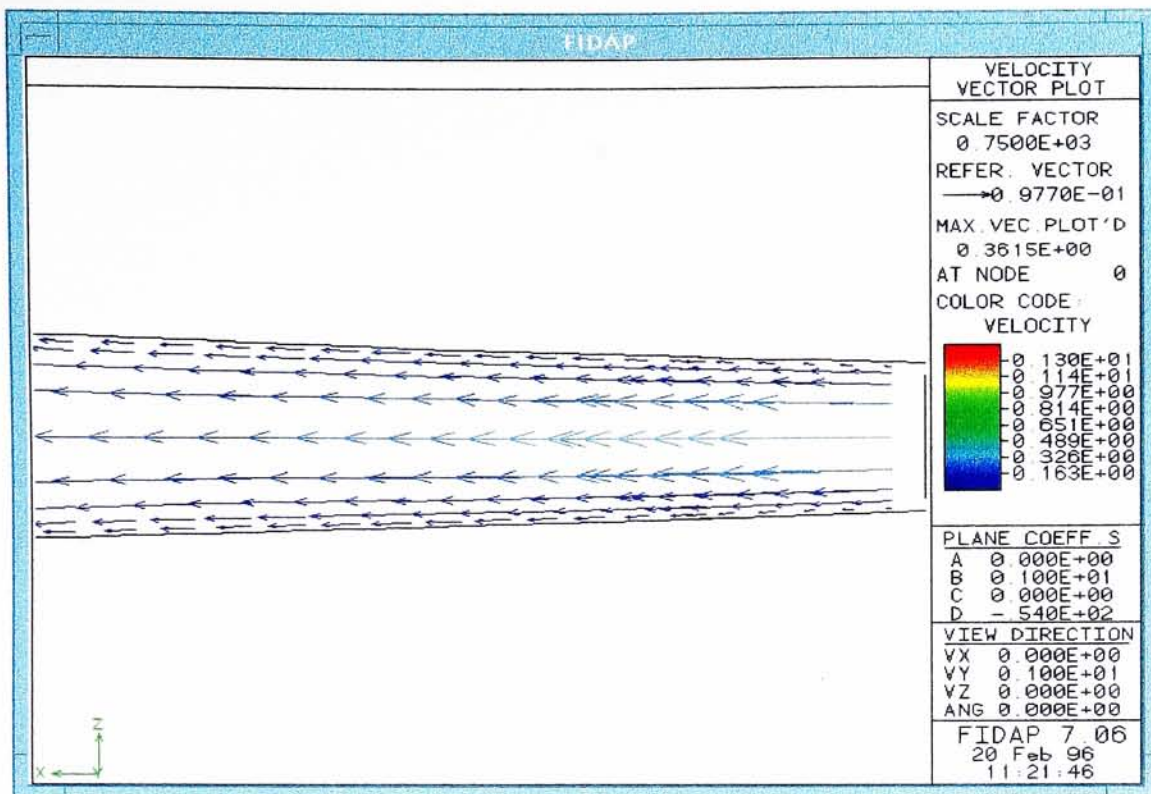 FIDAP
VELOCITY
VECTOR PLOT
SCALE FACTOR
0.7500E+03
REFER. VECTOR
0.9770E-01
MAX.VEC.PLOT'D
0.3615E+00
AT NODE 0
COLOR CODE:
VELOCITY
0.130E+01
0.114E+01
0.977E+00
0.814E+00
0.651E+00
0.489E+00
0.326E+00
0.163E+00
PLANE COEFF.S
A 0.000E+00
B 0.100E+01
C 0.000E+00
D -.540E+02
VIEW DIRECTION
VX 0.000E+00
VY 0.100E+01
VZ 0.000E+00
ANG 0.000E+00
FIDAP 7.06
20 Feb 96
11:21:46
Z
X Y